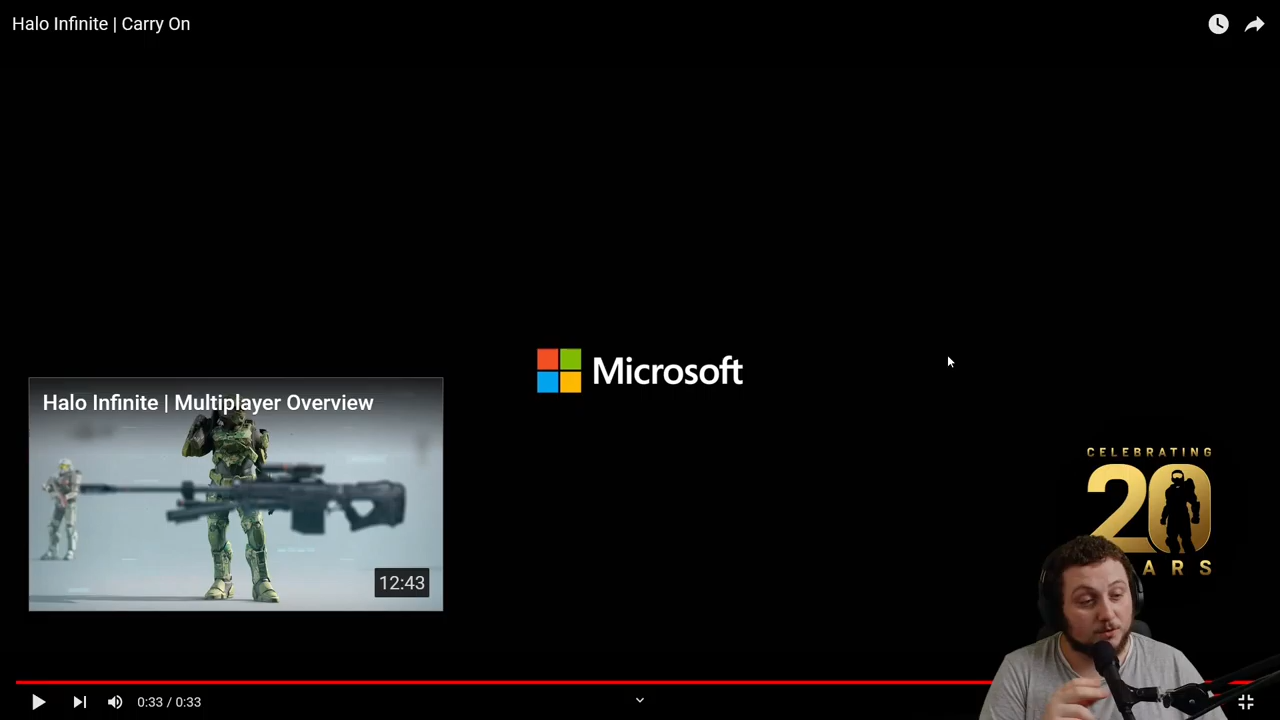 Halo Infinite | Carry On
Microsoft
Halo Infinite | Multiplayer Overview
12:43
CELEBRATING
20
ARS
0:33 / 0:33